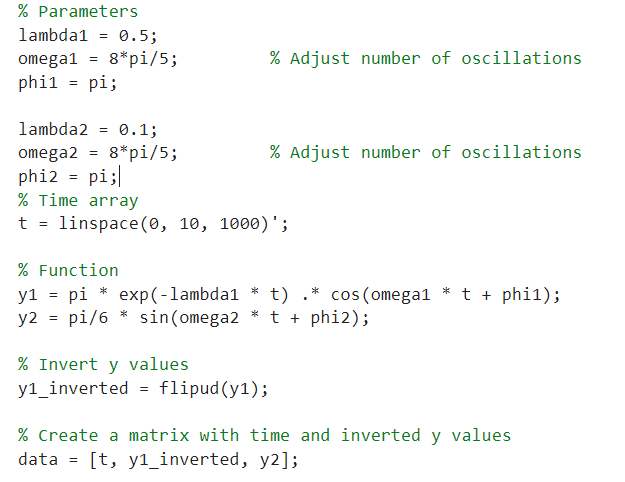 % Parameters
lambda1 = 0.5;
omega1 = 8*pi/5;         % Adjust number of oscillations
phi1 = pi;
lambda2 = 0.1;
omega2 = 8*pi/5;         % Adjust number of oscillations
phi2 = pi;
% Time array
t = linspace(0, 10, 1000)';
% Function
y1 = pi * exp(-lambda1 * t) .* cos(omega1 * t + phi1);
y2 = pi/6 * sin(omega2 * t + phi2);
% Invert y values
y1_inverted = flipud(y1);
% Create a matrix with time and inverted y values
data = [t, y1_inverted, y2];